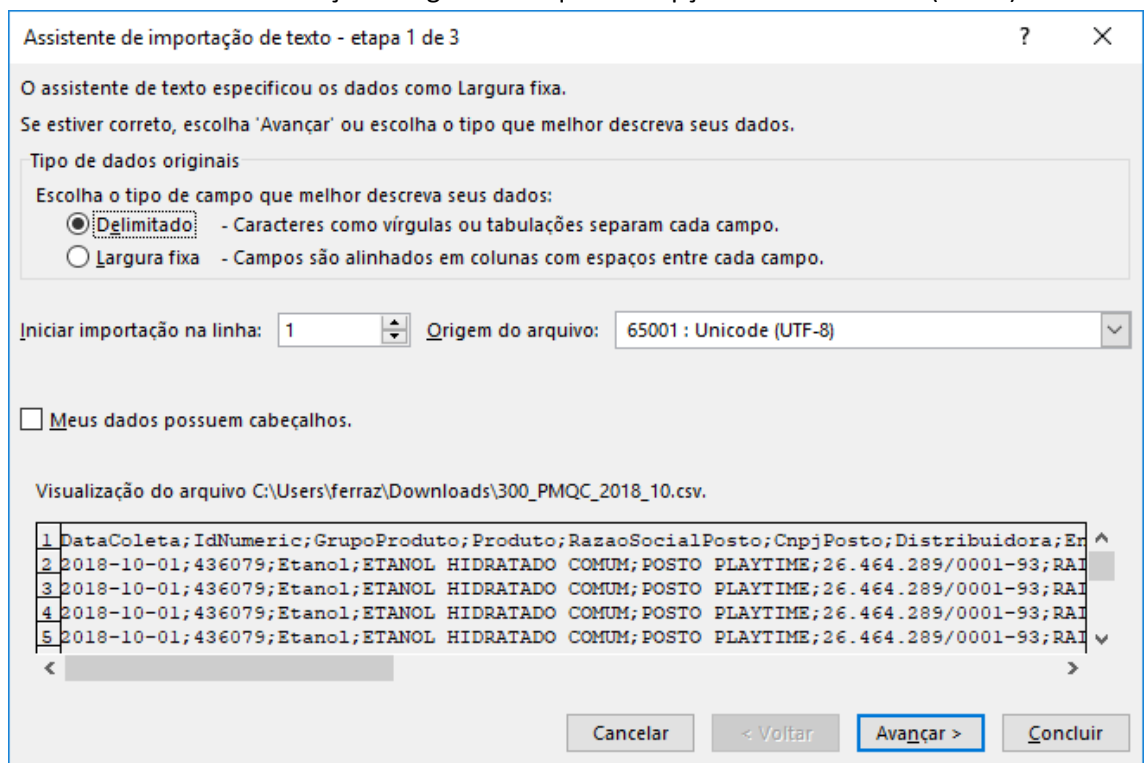 Assistente de importação de texto - etapa 1 de 3 ? ×
O assistente de texto especificou os dados como Largura fixa.
Se estiver correto, escolha 'Avançar' ou escolha o tipo que melhor descreva seus dados.
Tipo de dados originais
Escolha o tipo de campo que melhor descreva seus dados:
Delimitado - Caracteres como vírgulas ou tabulações separam cada campo.
Largura fixa - Campos são alinhados em colunas com espaços entre cada campo.
Iniciar importação na linha: 1 Origem do arquivo: 65001 : Unicode (UTF-8)
Meus dados possuem cabeçalhos.
Visualização do arquivo C:\Users\ferraz\Downloads\300_PMQC_2018_10.csv.
1 DataColeta;IdNumeric;GrupoProduto;Produto;RazaoSocialPosto;CnpjPosto;Distribuidora;En
2 2018-10-01;436079;Etanol;ETANOL HIDRATADO COMUM;POSTO PLAYTIME;26.464.289/0001-93;RAI
3 2018-10-01;436079;Etanol;ETANOL HIDRATADO COMUM;POSTO PLAYTIME;26.464.289/0001-93;RAI
4 2018-10-01;436079;Etanol;ETANOL HIDRATADO COMUM;POSTO PLAYTIME;26.464.289/0001-93;RAI
5 2018-10-01;436079;Etanol;ETANOL HIDRATADO COMUM;POSTO PLAYTIME;26.464.289/0001-93;RAI
Cancelar < Voltar Avançar > Concluir